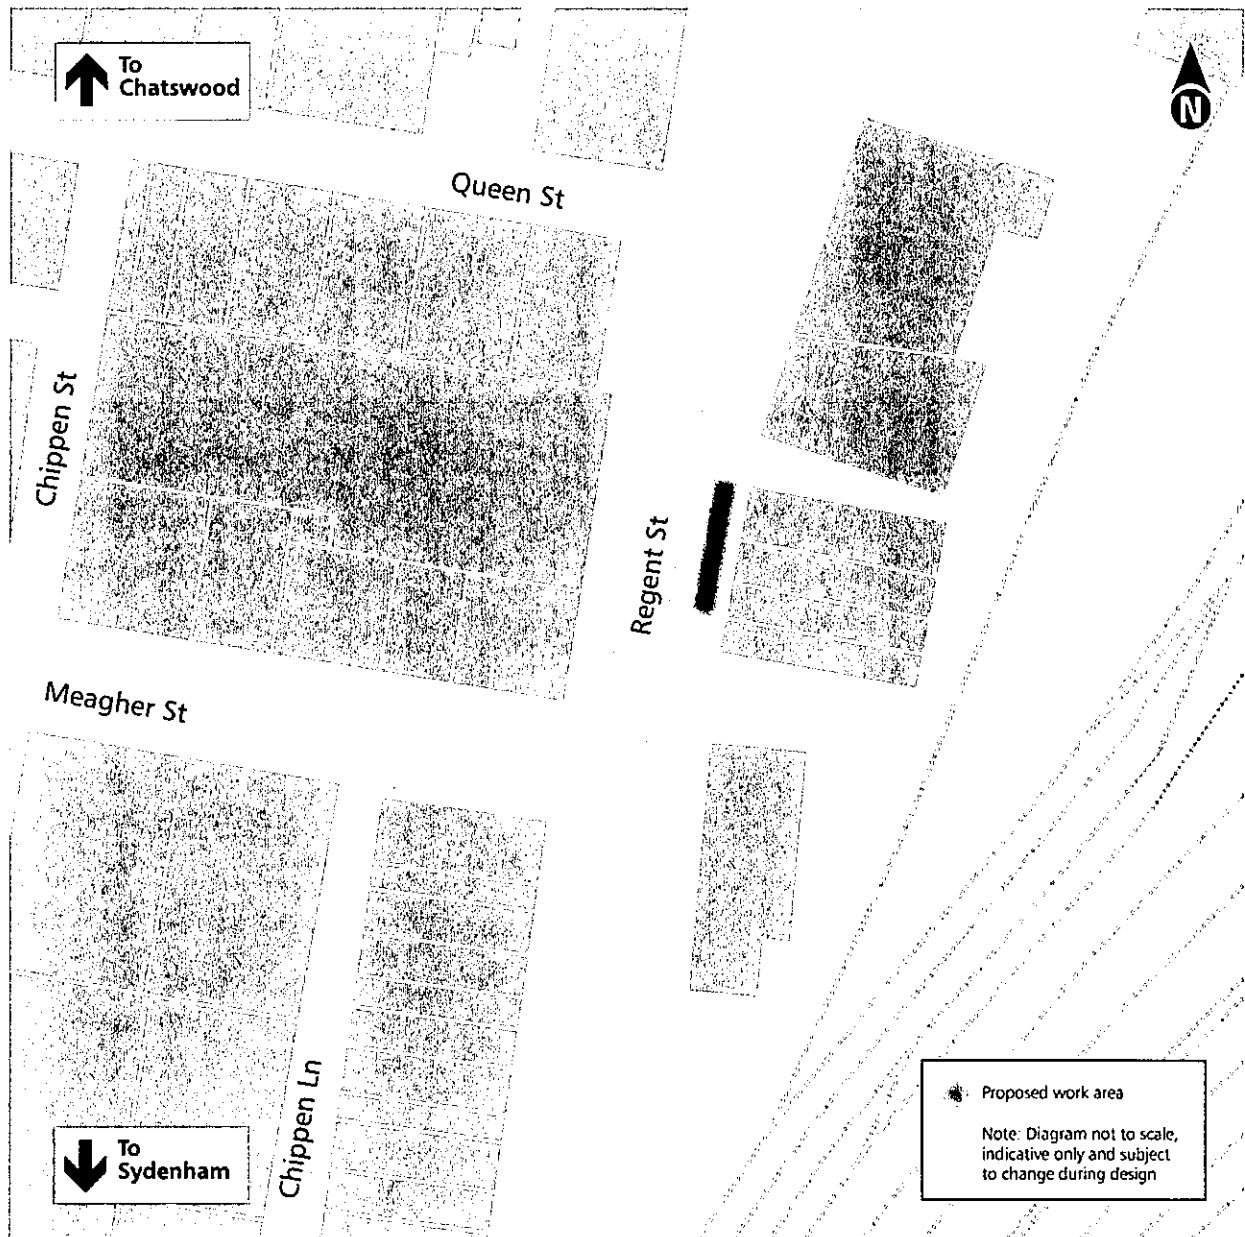 To
Chatswood
N
Queen St
Chippen St
Regent St
Meagher St
Chippen Ln
To
Sydenham
Proposed work area
Note: Diagram not to scale,
indicative only and subject
to change during design